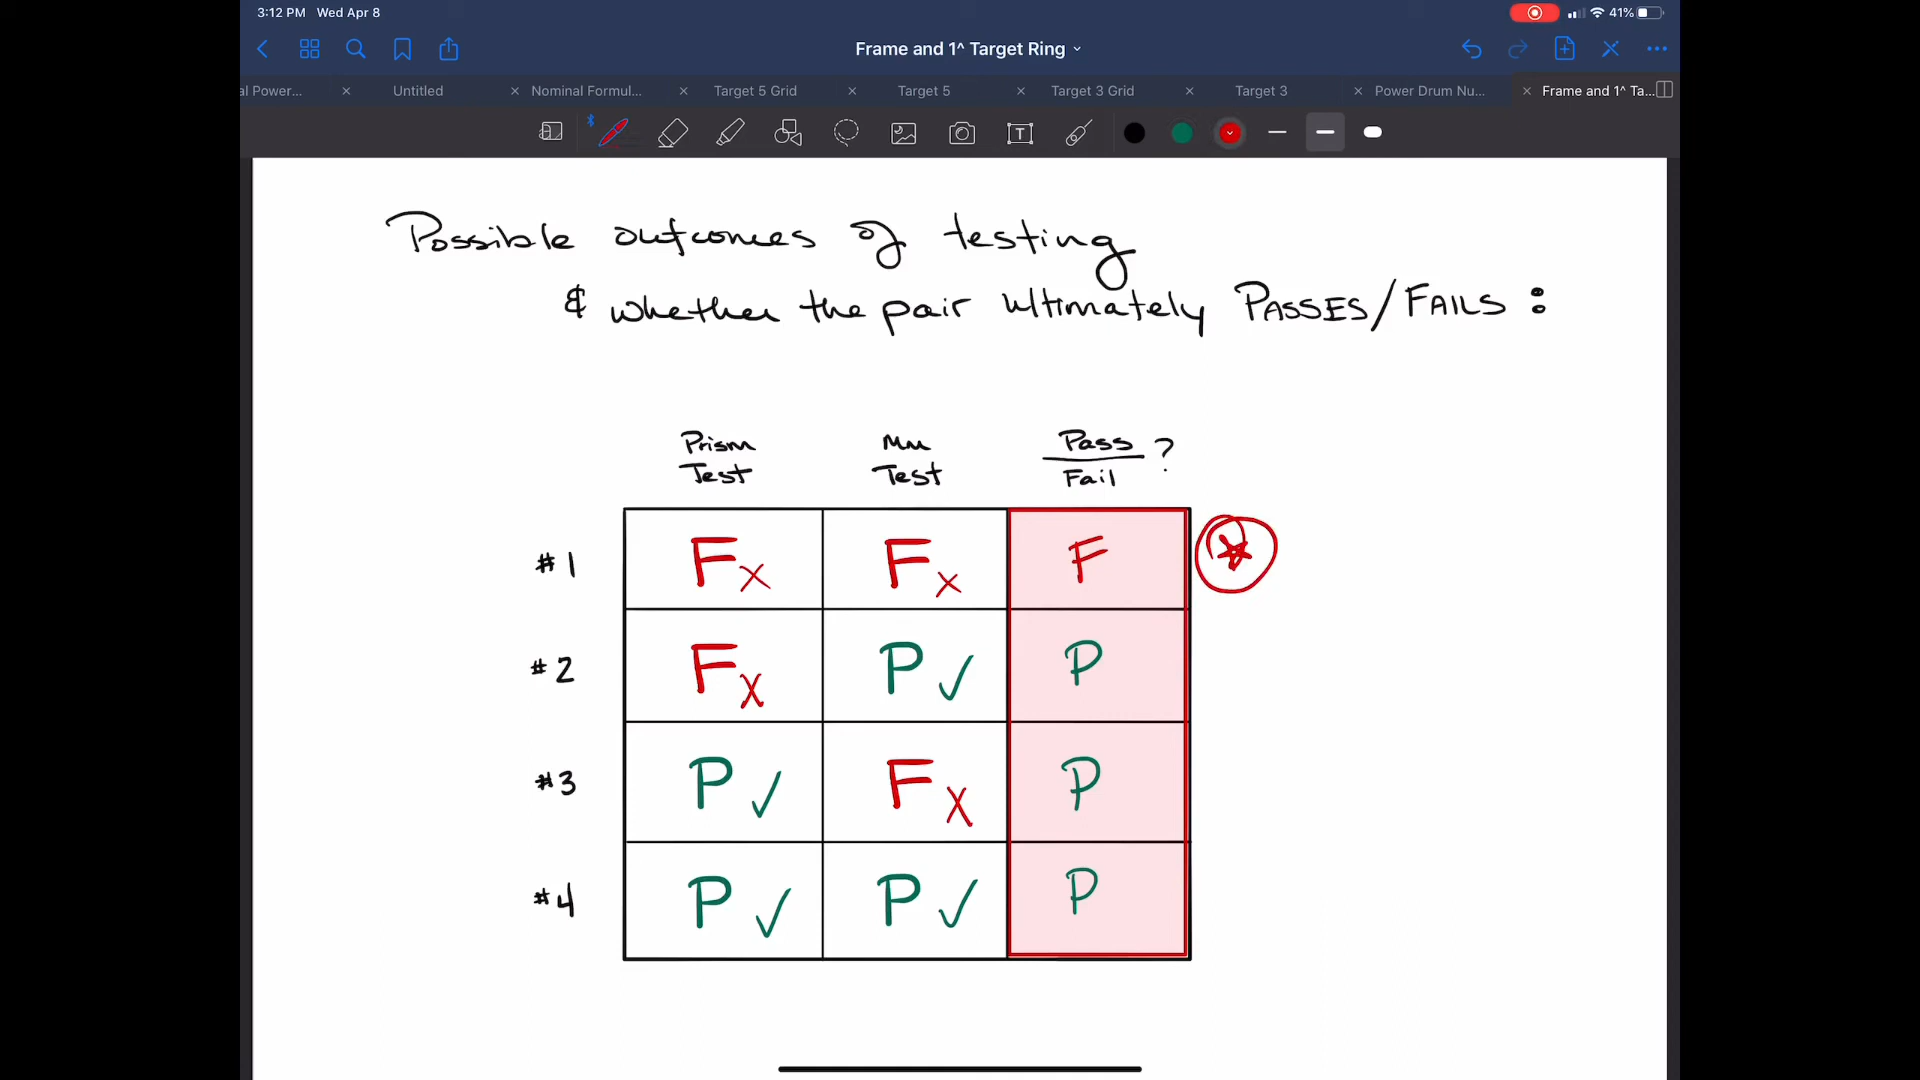 3:12 PM Wed Apr 8
41%
Frame and 1^ Target Ring
al Power...
Untitled
Nominal Formul...
Target 5 Grid
Target 5
Target 3 Grid
Target 3
Power Drum Nu...
Frame and 1^ Ta...
T
Possible outcomes of testing
& whether the pair ultimately PASSES/FAILS:
Prism Test
Mm Test
Pass/Fail ?
#1 F x F x F
#2 F x P ✓ P
#3 P ✓ F x P
#4 P ✓ P ✓ P